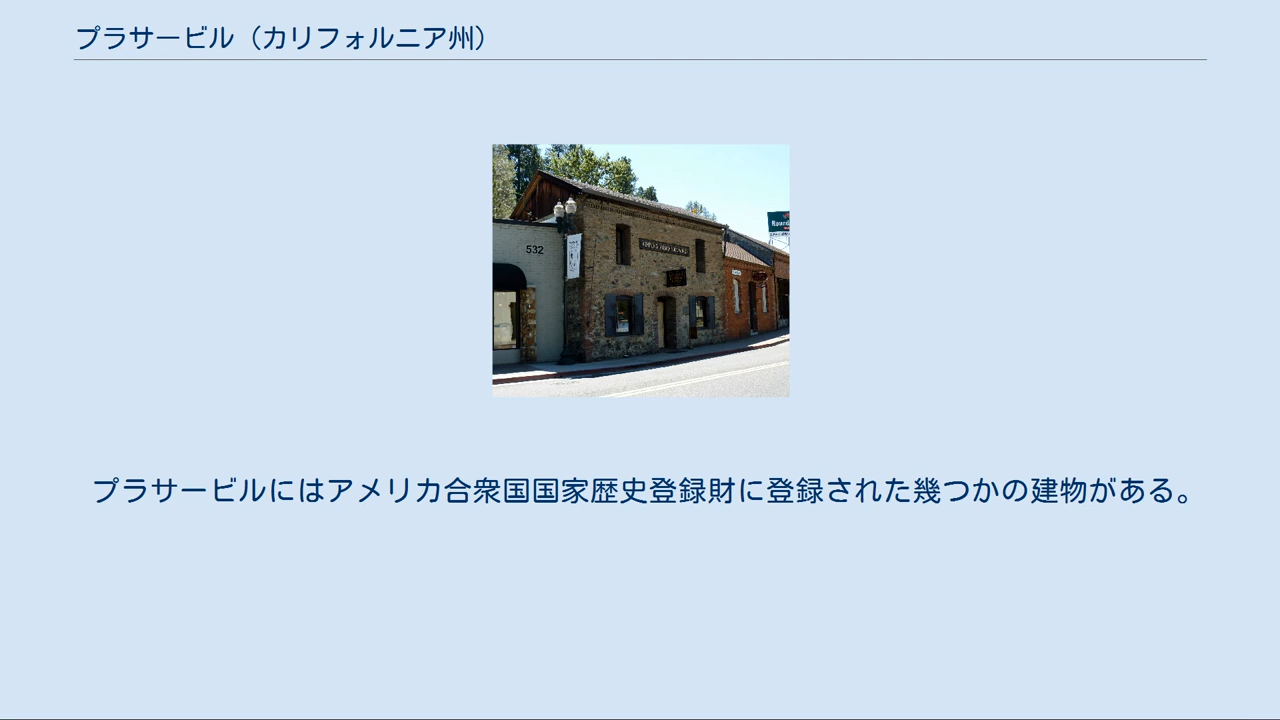 プラサービル（カリフォルニア州）
532
プラサービルにはアメリカ合衆国国家歴史登録財に登録された幾つかの建物がある。